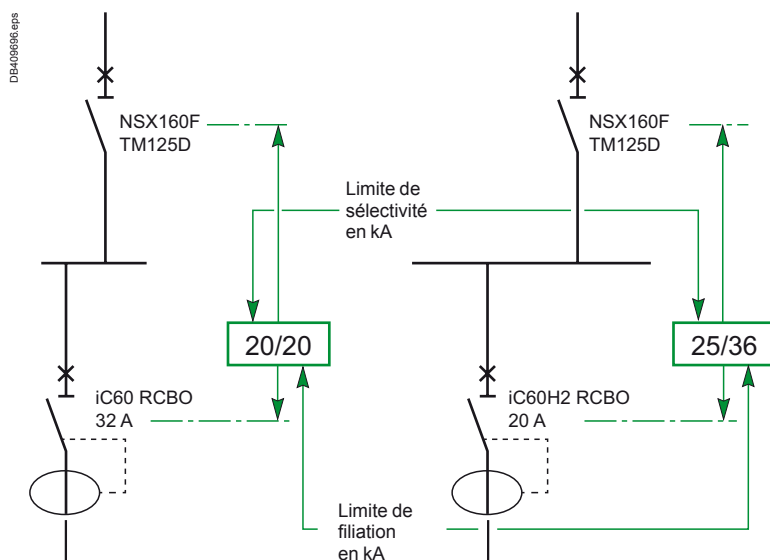 DB409696.eps
NSX160F
TM125D
NSX160F
TM125D
Limite de
sélectivité
en kA
20/20
25/36
iC60 RCBO
32 A
iC60H2 RCBO
20 A
Limite de
filiation
en kA